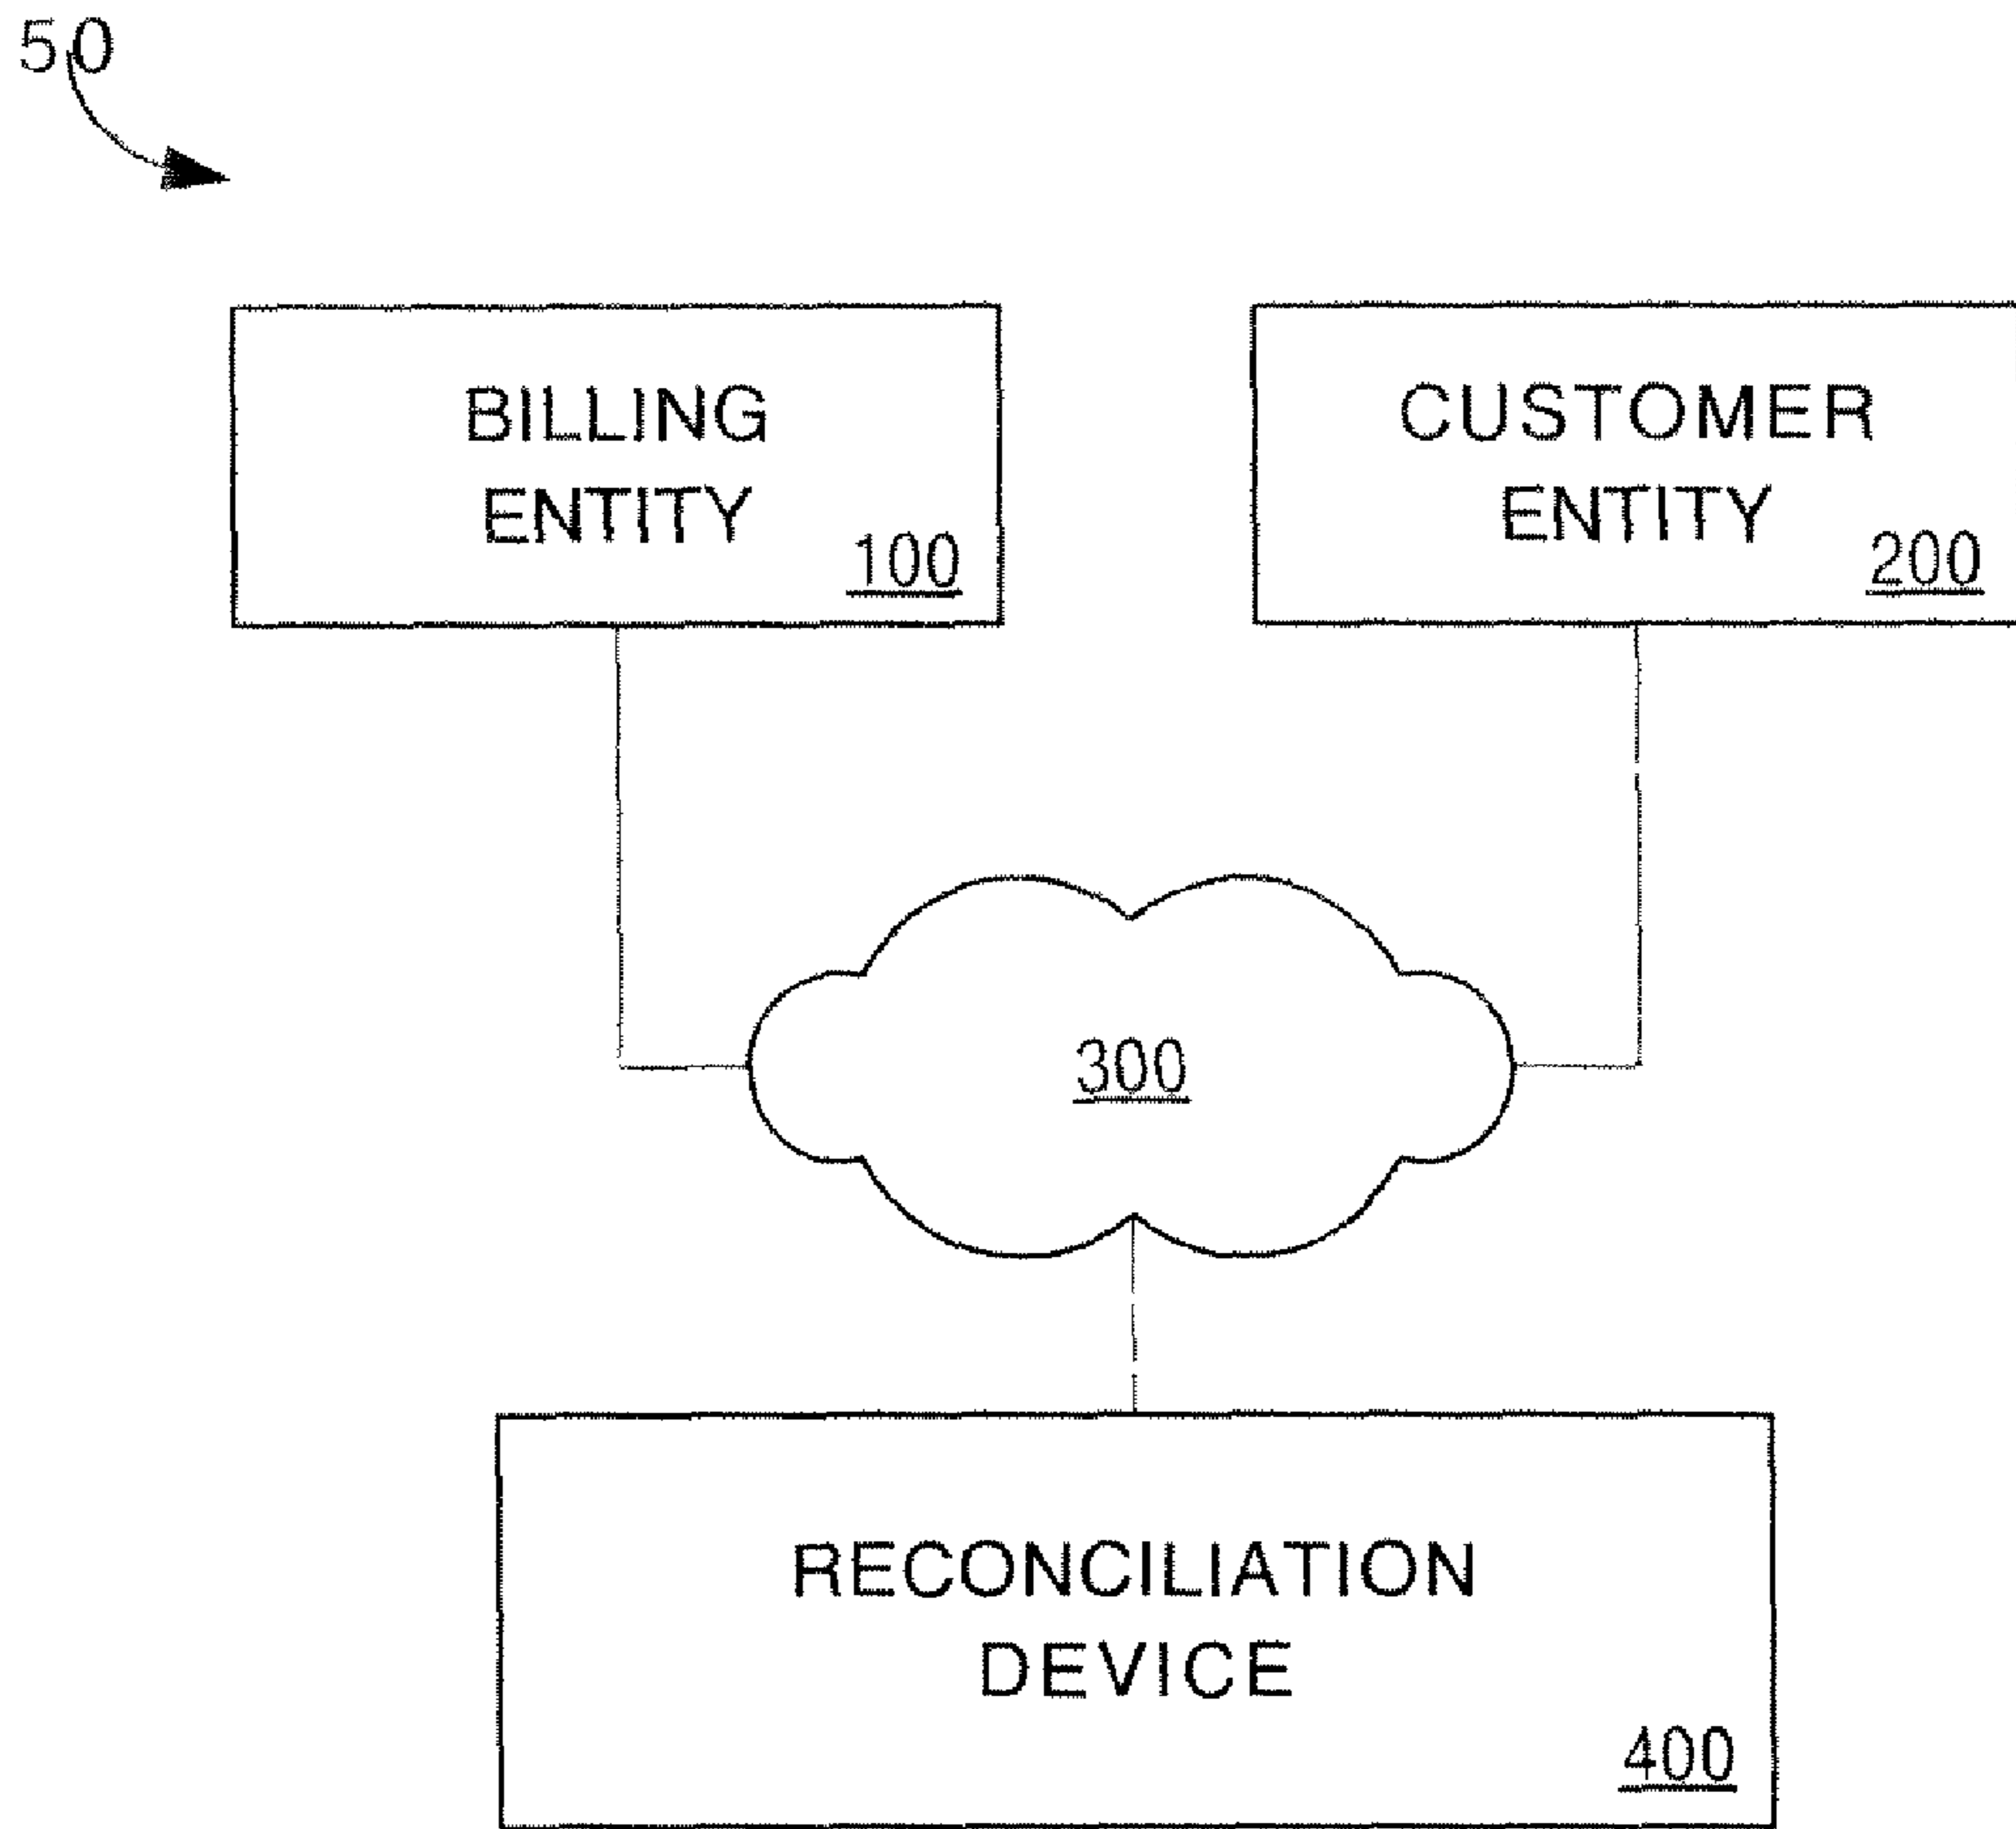 50
BILLING
ENTITY
100
CUSTOMER
ENTITY
200
300
RECONCILIATION
DEVICE
400